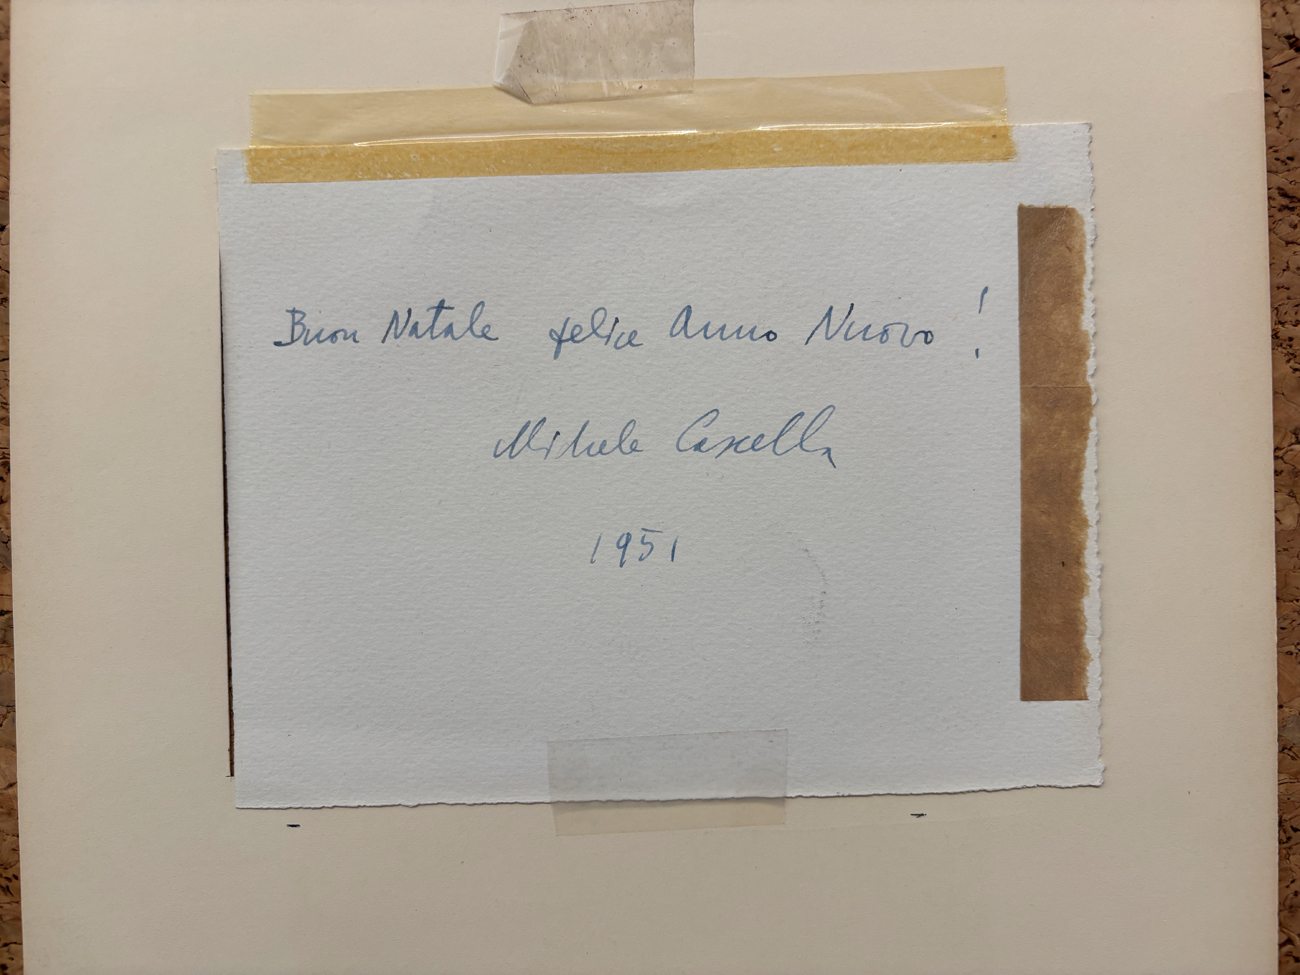 Buon Natale felice Anno Nuovo!
Michele Cascella
1951